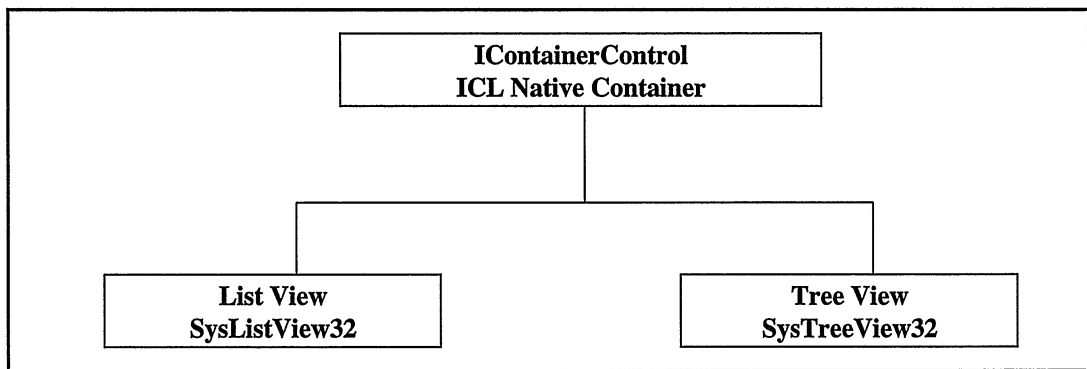 IContainerControl
ICL Native Container
List View
SysListView32
Tree View
SysTreeView32